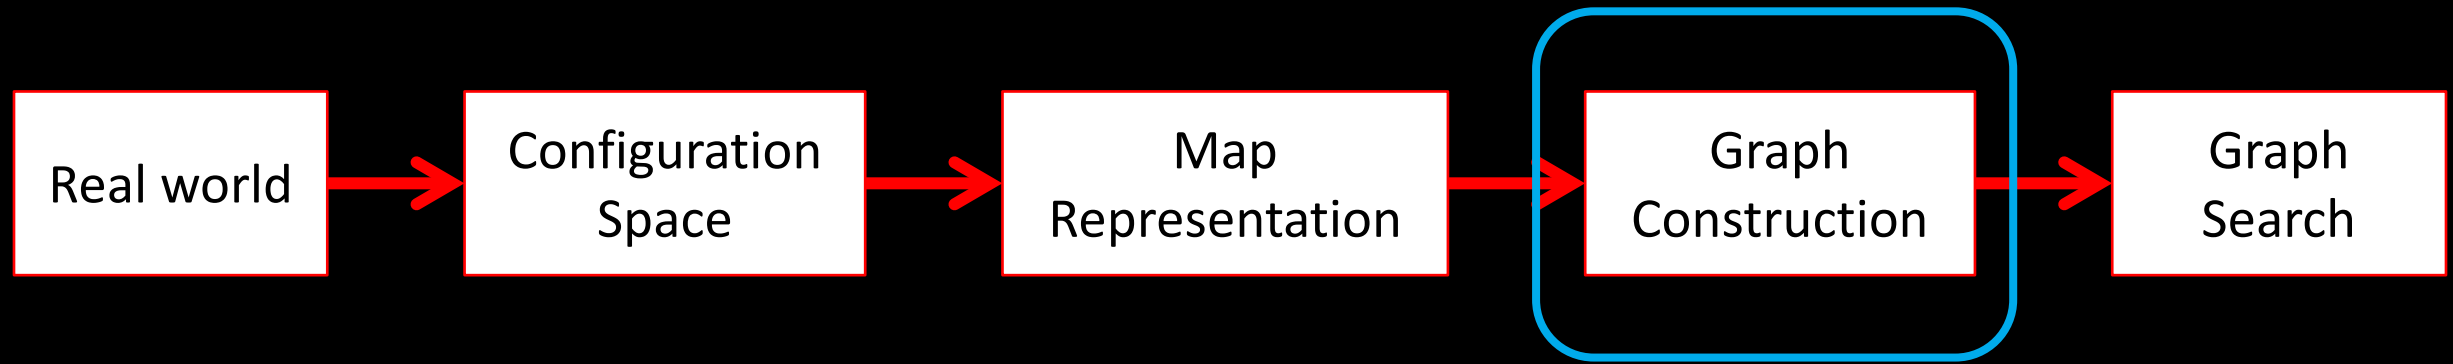 Real world
Configuration
Space
Map
Representation
Graph
Construction
Graph
Search